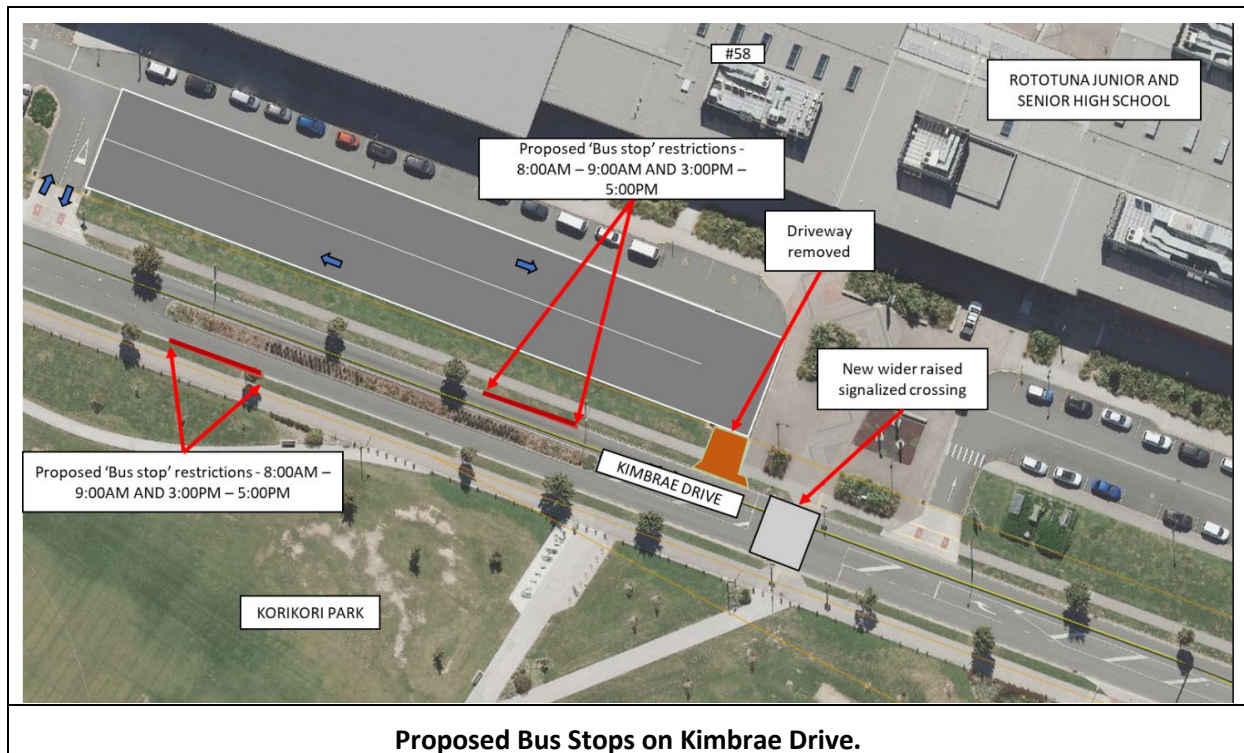 #58
ROTOTUNA JUNIOR AND
SENIOR HIGH SCHOOL
Proposed ‘Bus stop’ restrictions -
8:00AM – 9:00AM AND 3:00PM –
5:00PM
Driveway
removed
New wider raised
signalized crossing
Proposed ‘Bus stop’ restrictions - 8:00AM –
9:00AM AND 3:00PM – 5:00PM
KIMBRAE DRIVE
KORIKORI PARK
Proposed Bus Stops on Kimbrae Drive.